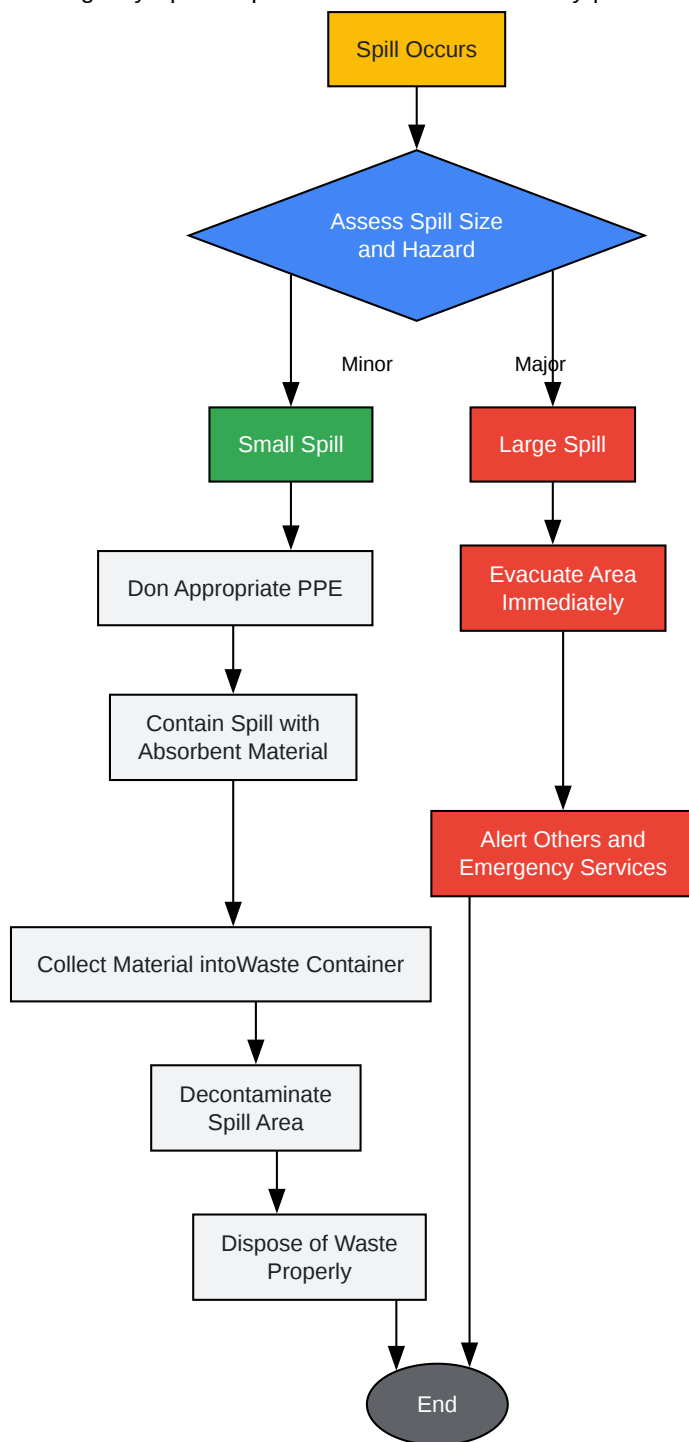 Spill Occurs
Assess Spill Size
and Hazard
Minor
Major
Small Spill
Large Spill
Don Appropriate PPE
Evacuate Area
Immediately
Contain Spill with
Absorbent Material
Alert Others and
Emergency Services
Collect Material intoWaste Container
Decontaminate
Spill Area
Dispose of Waste
Properly
End